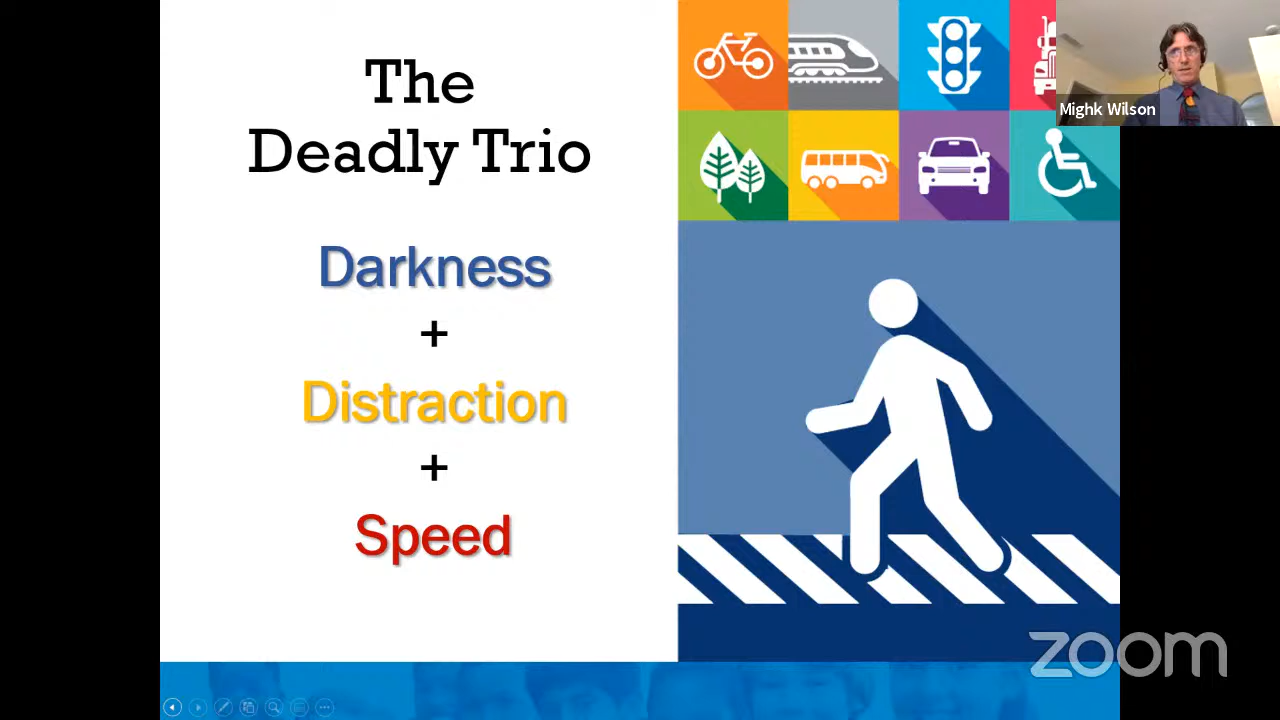 The
Deadly Trio
Darkness
+
Distraction
+
Speed
Mighk Wilson
zoom